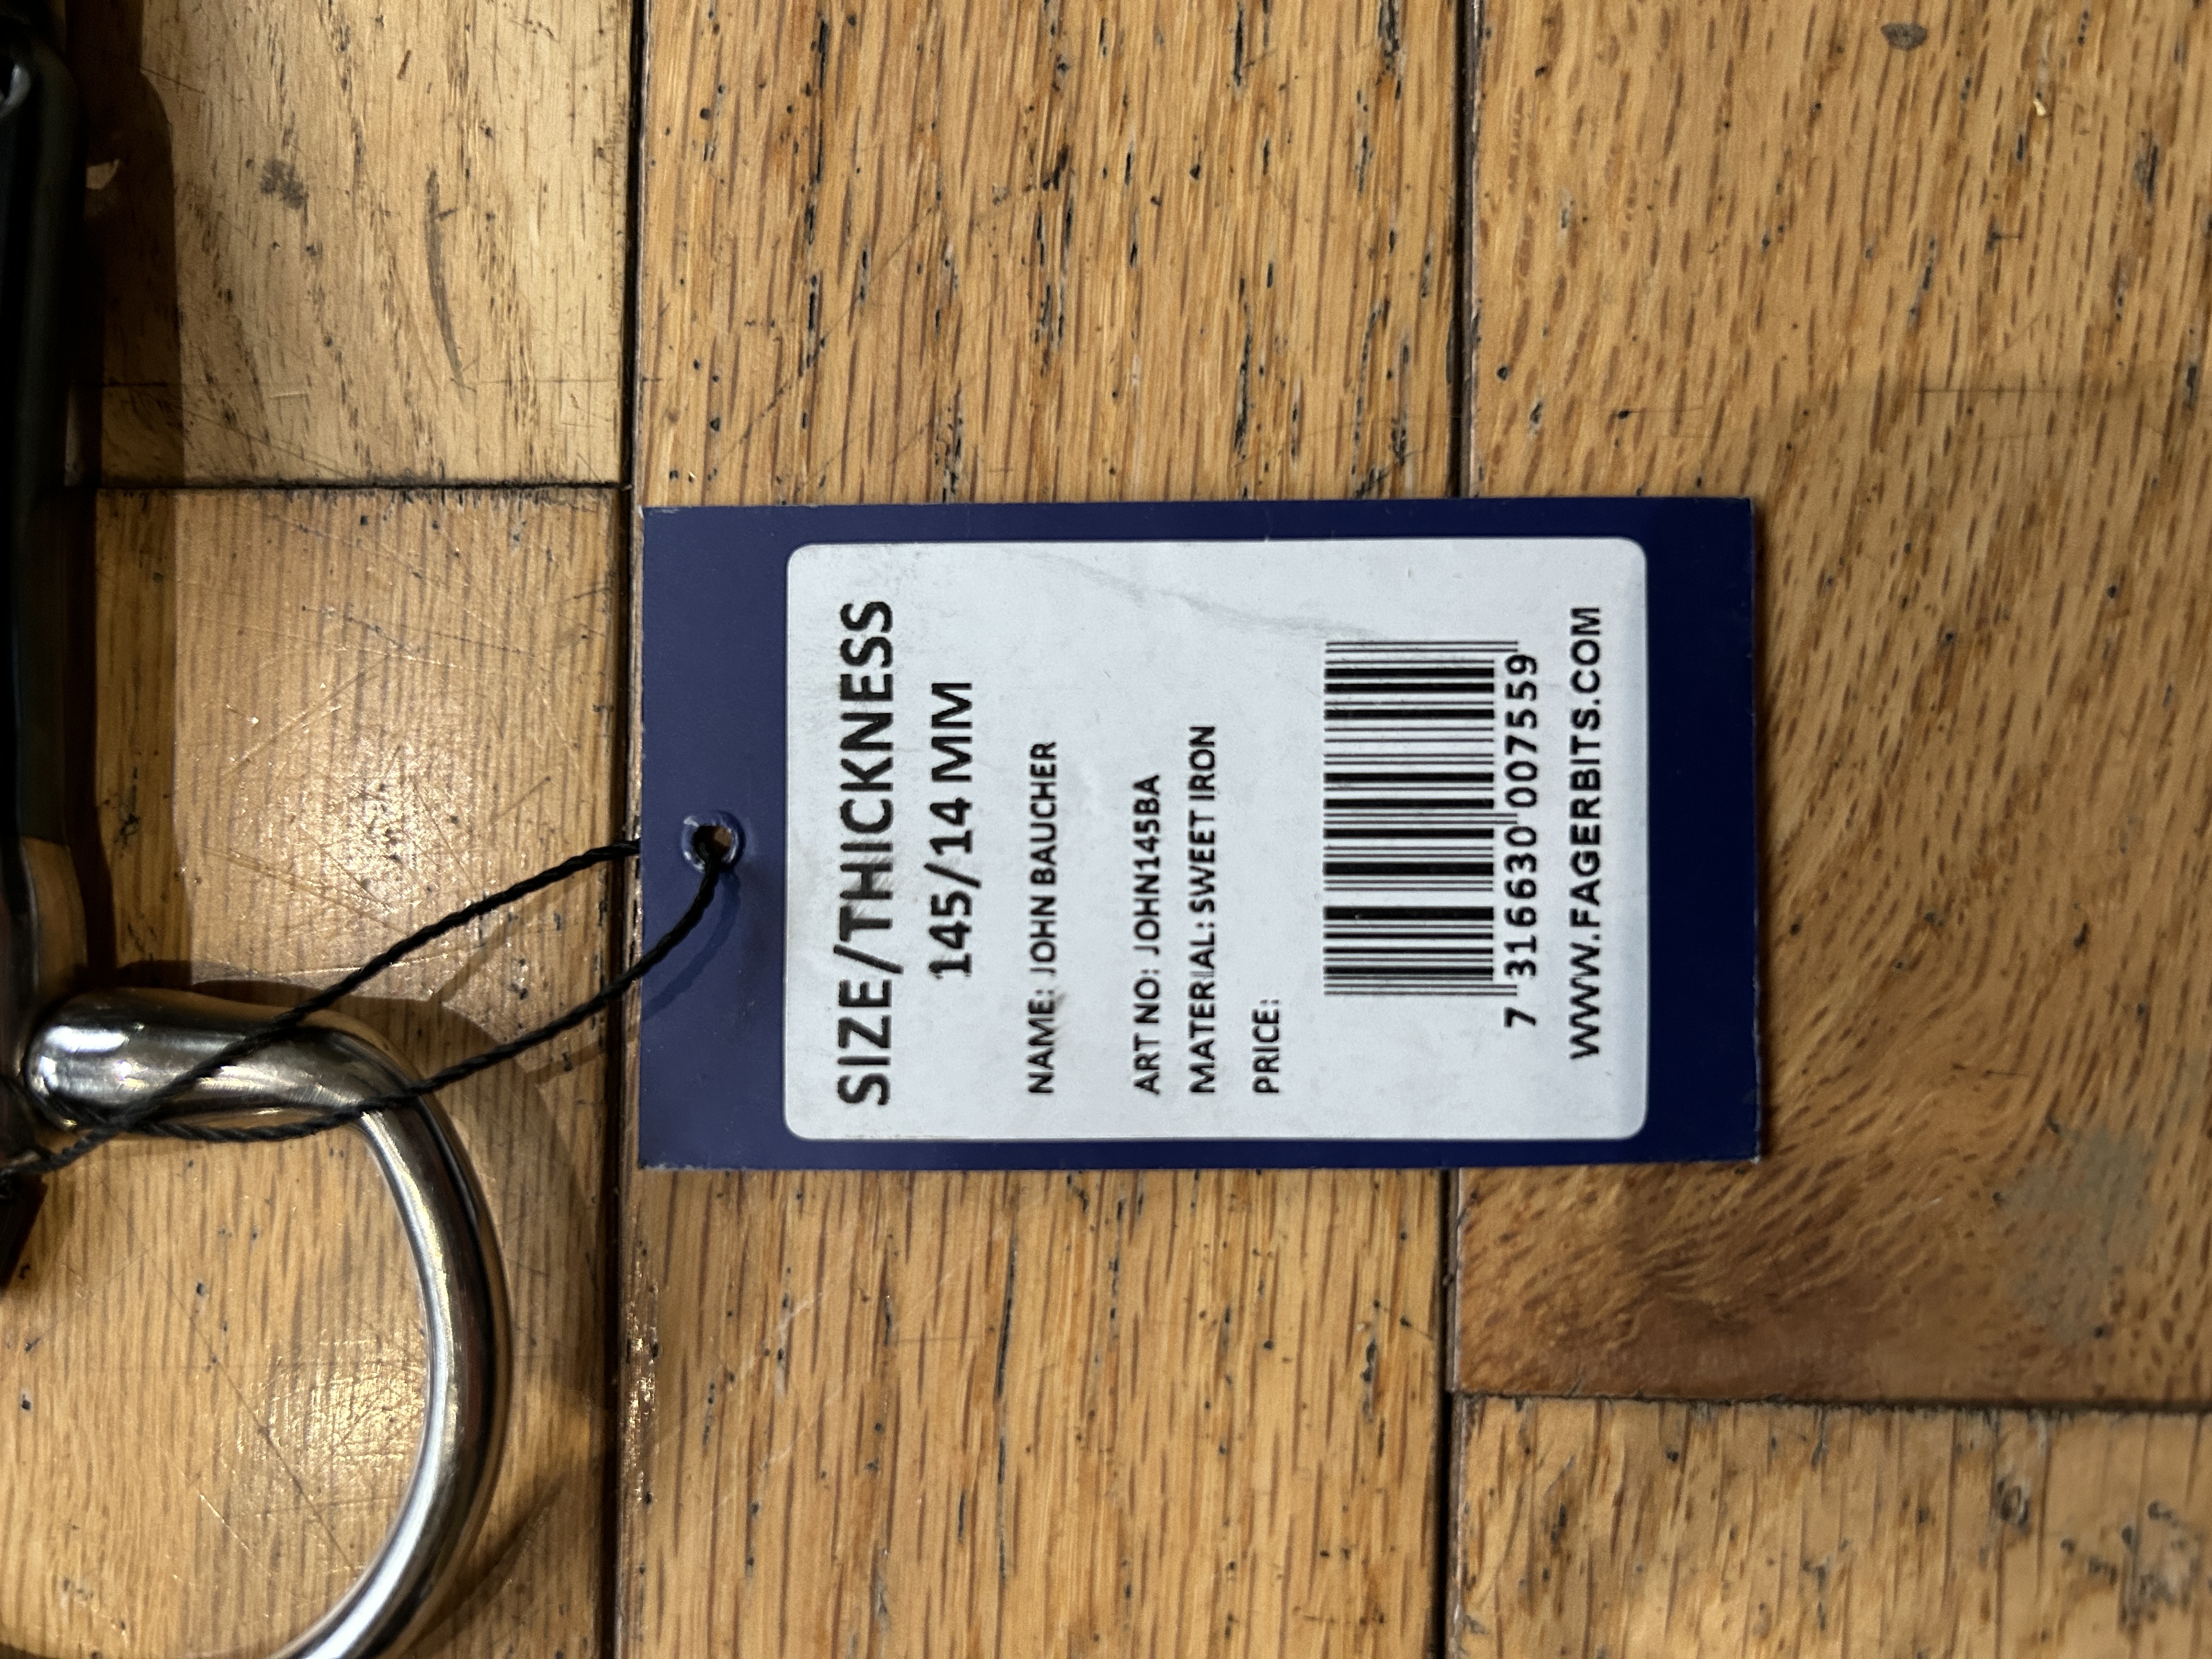 SIZE/THICKNESS
145/14 MM
NAME: JOHN BAUCHER
ART NO: JOHN145BA
MATERIAL: SWEET IRON
PRICE:
7 316630 007559
WWW.FAGERBITS.COM